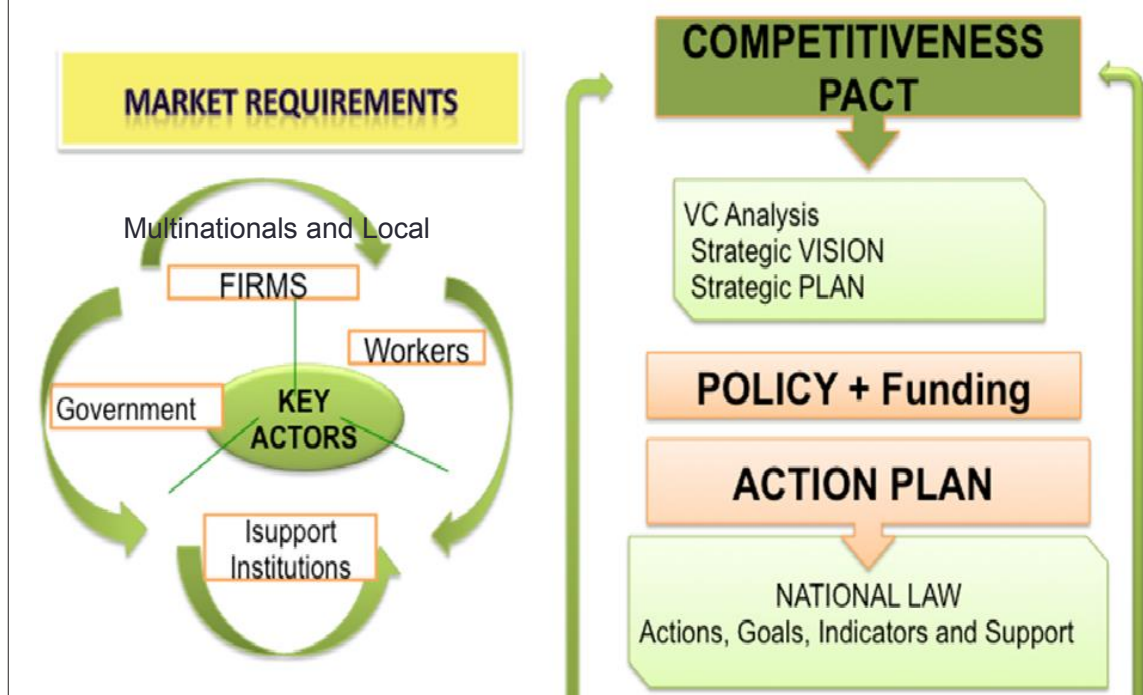 MARKET REQUIREMENTS
Multinationals and Local
FIRMS
Workers
Government
KEY
ACTORS
Isupport
Institutions
COMPETITIVENESS
PACT
VC Analysis
Strategic VISION
Strategic PLAN
POLICY + Funding
ACTION PLAN
NATIONAL LAW
Actions, Goals, Indicators and Support